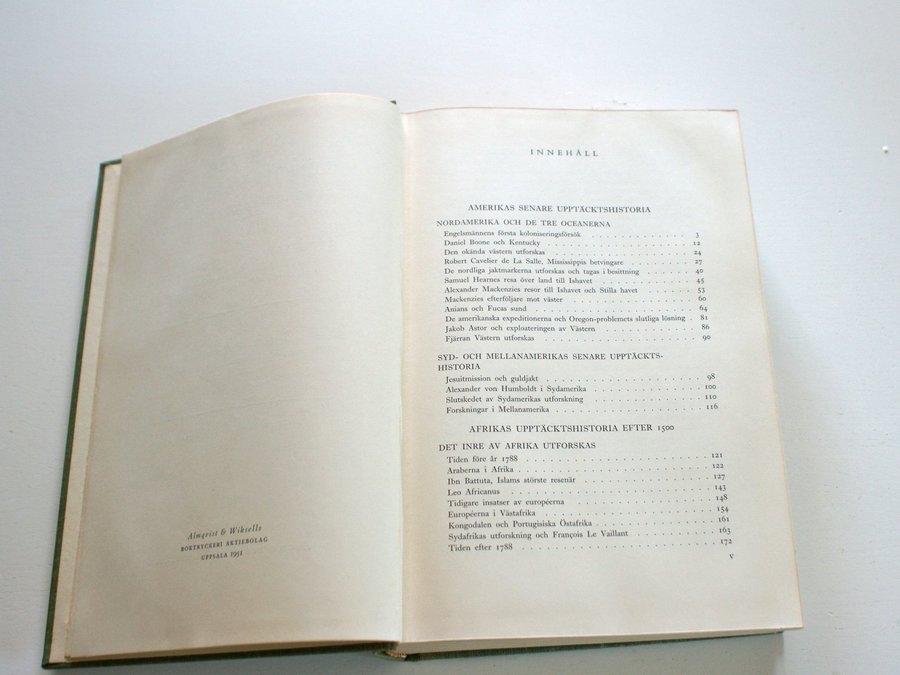 Almqvist & Wiksells
BOKTRYCKERI AKTIEBOLAG
UPPSALA 1951
INNEHÅLL
AMERIKAS SENARE UPPTÄCKTSHISTORIA
NORDAMERIKA OCH DE TRE OCEANERNA
Engelsmännens första koloniseringsförsök . . . . . . . . . . . 3
Daniel Boone och Kentucky . . . . . . . . . . . . . . . 12
Den okända västern utforskas . . . . . . . . . . . . . . 24
Robert Cavelier de La Salle, Mississippis betvingare . . . . . . . 27
De nordliga jaktmarkerna utforskas och tagas i besittning . . . . . . 40
Samuel Hearnes resa över land till Ishavet . . . . . . . . . . 45
Alexander Mackenzies resor till Ishavet och Stilla havet . . . . . . 53
Mackenzies efterföljare mot väster . . . . . . . . . . . . . 60
Anians och Fucas sund . . . . . . . . . . . . . . . . 64
De amerikanska expeditionerna och Oregon-problemets slutliga lösning . 81
Jakob Astor och exploateringen av Västern . . . . . . . . . . 86
Fjärran Västern utforskas . . . . . . . . . . . . . . . 90
SYD- OCH MELLANAMERIKAS SENARE UPPTÄCKTS-
HISTORIA
Jesuitmission och guldjakt . . . . . . . . . . . . . . . 98
Alexander von Humboldt i Sydamerika . . . . . . . . . . . 100
Slutskedet av Sydamerikas utforskning . . . . . . . . . . . 110
Forskningar i Mellanamerika . . . . . . . . . . . . . . 116
AFRIKAS UPPTÄCKTSHISTORIA EFTER 1500
DET INRE AV AFRIKA UTFORSKAS
Tiden före år 1788 . . . . . . . . . . . . . . . . . 121
Araberna i Afrika . . . . . . . . . . . . . . . . . . 122
Ibn Battuta, Islams störste resenär . . . . . . . . . . . . 127
Leo Africanus . . . . . . . . . . . . . . . . . . . 143
Tidigare insatser av européerna . . . . . . . . . . . . . 148
Européerna i Västafrika . . . . . . . . . . . . . . . . 154
Kongodalen och Portugisiska Östafrika . . . . . . . . . . . 161
Sydafrikas utforskning och François Le Vaillant . . . . . . . . 163
Tiden efter 1788 . . . . . . . . . . . . . . . . . . 172
V